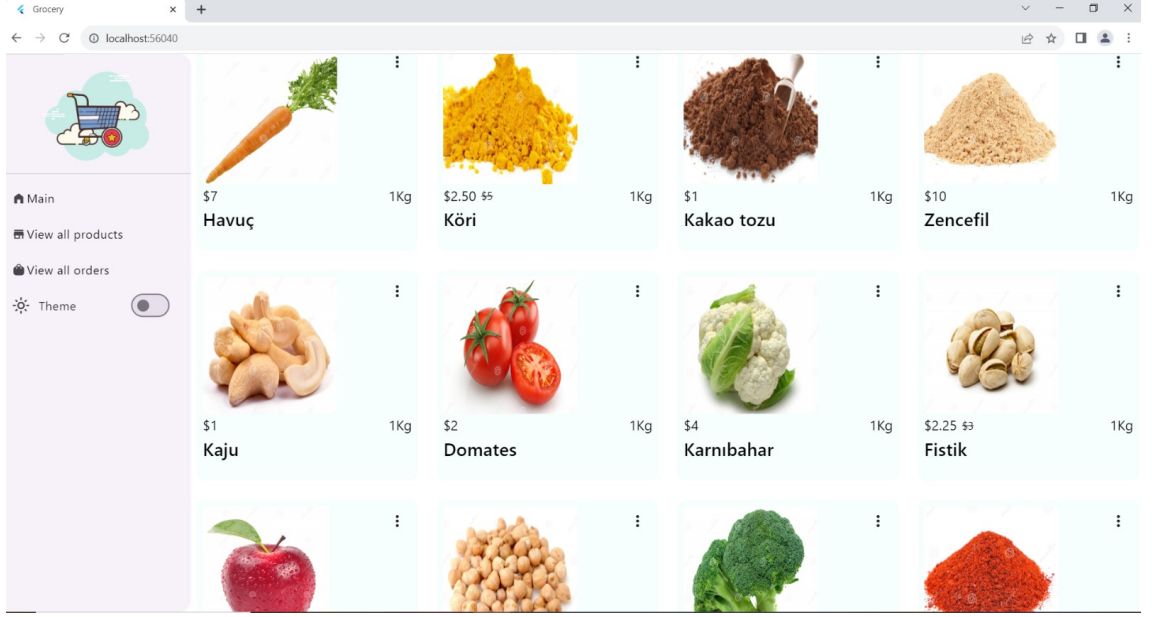 Grocery
localhost:56040
Main
View all products
View all orders
Theme
$7 1Kg
Havuç
$2.50 $5 1Kg
Köri
$1 1Kg
Kakao tozu
$10 1Kg
Zencefil
$1 1Kg
Kaju
$2 1Kg
Domates
$4 1Kg
Karnıbahar
$2.25 $3 1Kg
Fistik